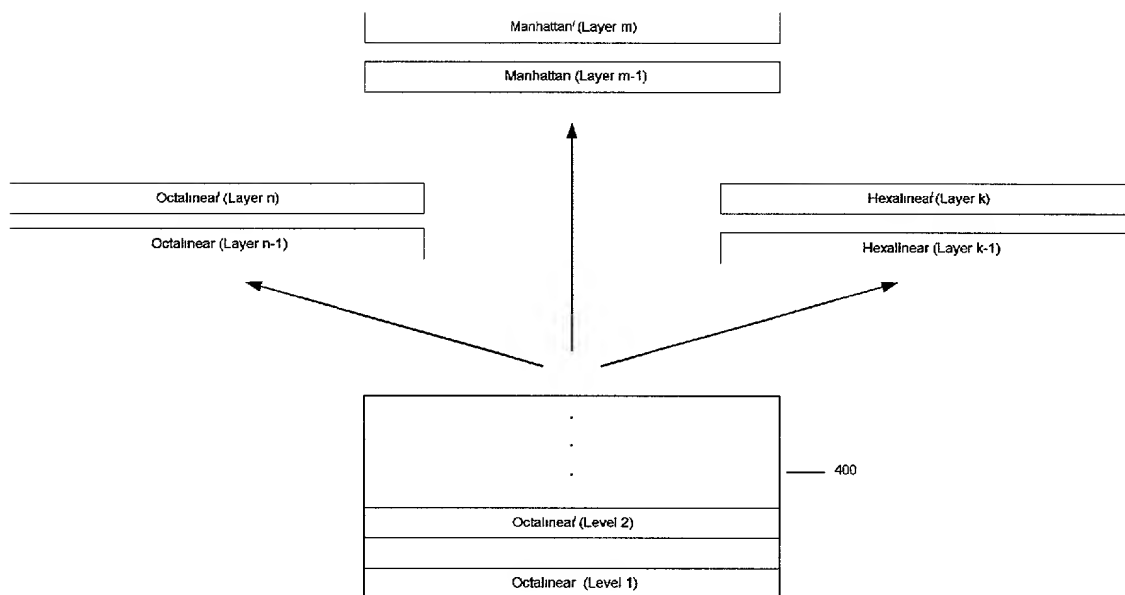 Manhattan' (Layer m)
Manhattan (Layer m-1)
Octalinear' (Layer n)
Octalinear (Layer n-1)
Hexalinear' (Layer k)
Hexalinear (Layer k-1)
400
Octalinear' (Level 2)
Octalinear (Level 1)